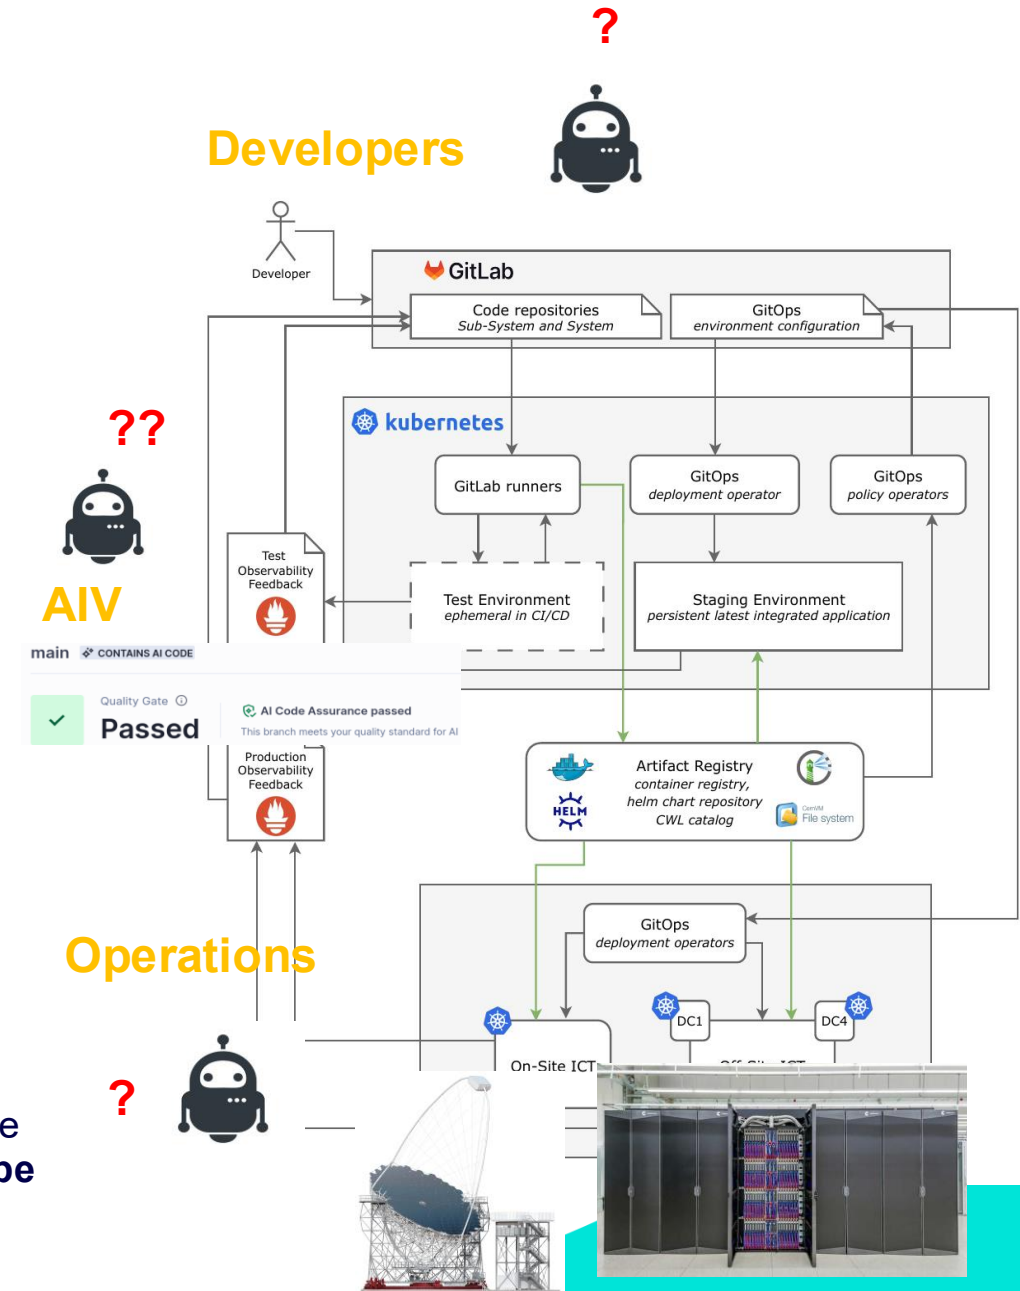 ?
Developers
Developer
GitLab
Code repositories
Sub-System and System
GitOps
environment configuration
??
kubernetes
GitLab runners
GitOps
deployment operator
GitOps
policy operators
Test
Observability
Feedback
Test Environment
ephemeral in CI/CD
Staging Environment
persistent latest integrated application
AIV
main
CONTAINS AI CODE
Quality Gate
Passed
AI Code Assurance passed
This branch meets your quality standard for AI
Production
Observability
Feedback
Artifact Registry
container registry,
helm chart repository
CWL catalog
HELM
CernVM
File system
Operations
GitOps
deployment operators
DC1
DC4
On-Site ICT
Off-Site ICT
?
e
pe